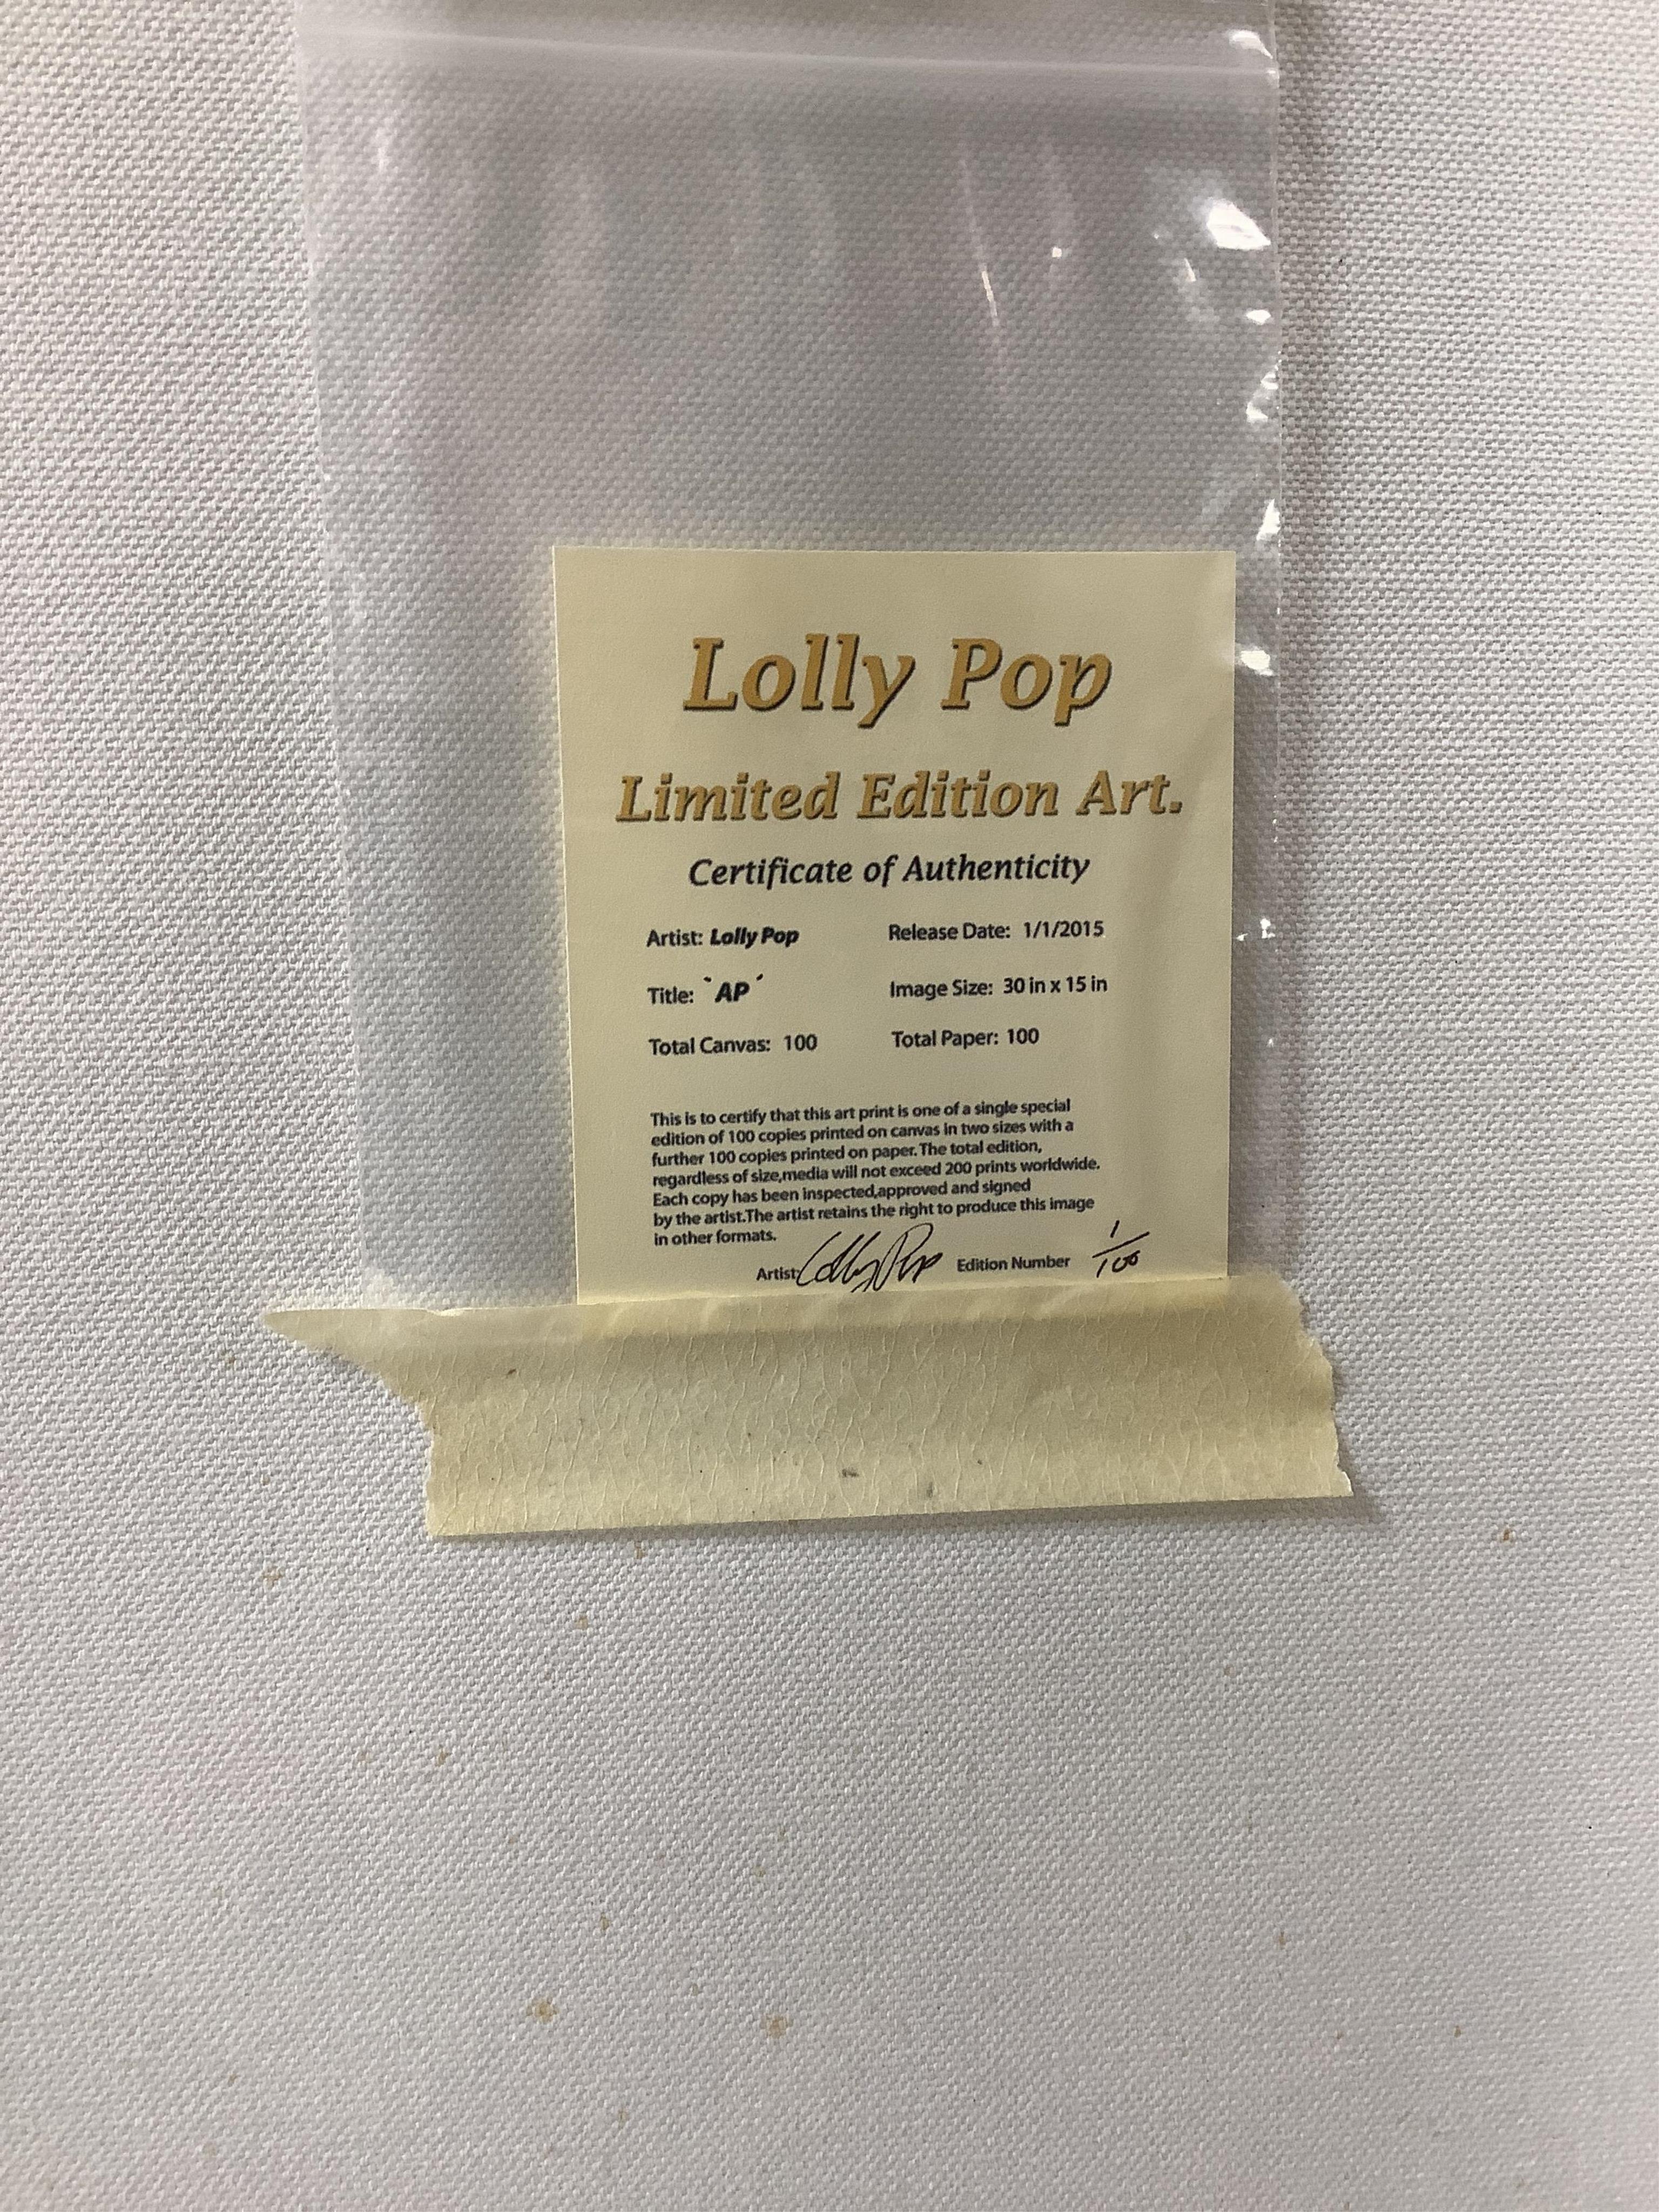 Lolly Pop
Limited Edition Art.
Certificate of Authenticity
Artist: Lolly Pop
Release Date: 1/1/2015
Title: `AP´
Image Size: 30 in x 15 in
Total Canvas: 100
Total Paper: 100
This is to certify that this art print is one of a single special
edition of 100 copies printed on canvas in two sizes with a
further 100 copies printed on paper. The total edition,
regardless of size,media will not exceed 200 prints worldwide.
Each copy has been inspected,approved and signed
by the artist.The artist retains the right to produce this image
in other formats.
Artist: Lolly Pop Edition Number 1/100